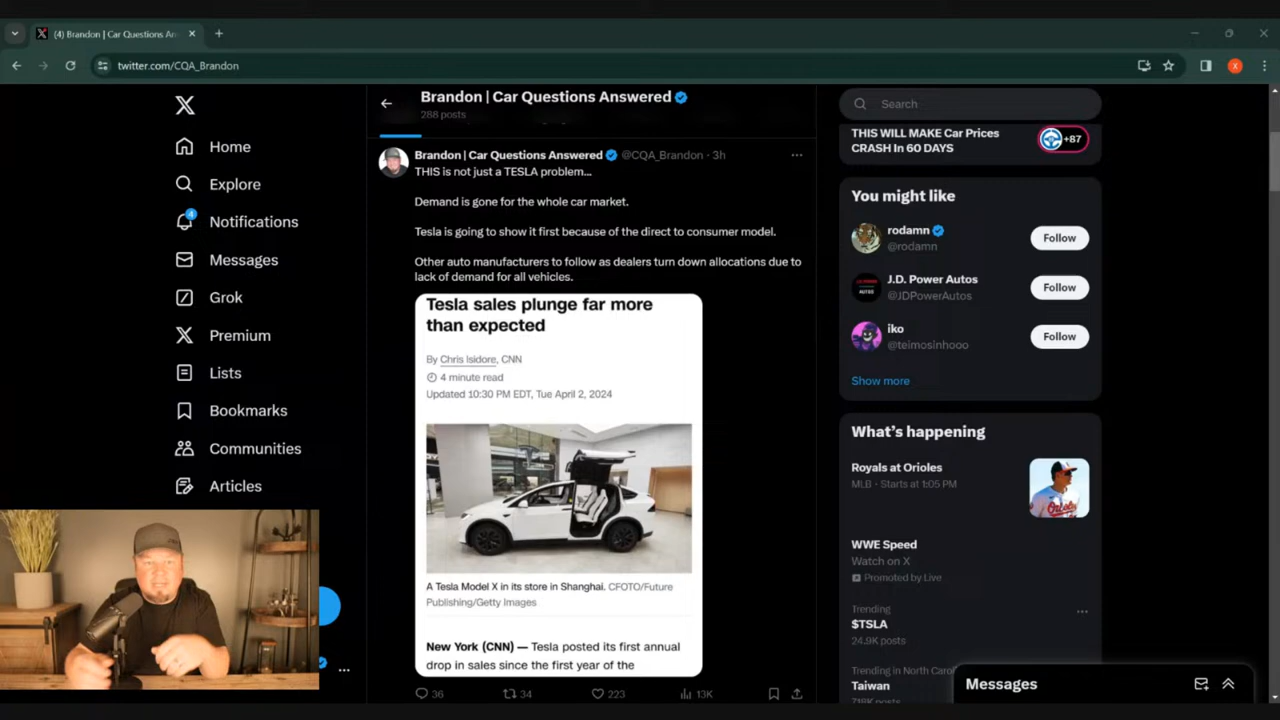 (4) Brandon | Car Questions An
twitter.com/CQA_Brandon
X
Home
Explore
4
Notifications
Messages
Grok
Premium
Lists
Bookmarks
Communities
Articles
Brandon | Car Questions Answered
288 posts
Brandon | Car Questions Answered @CQA_Brandon · 3h
THIS is not just a TESLA problem...
Demand is gone for the whole car market.
Tesla is going to show it first because of the direct to consumer model.
Other auto manufacturers to follow as dealers turn down allocations due to
lack of demand for all vehicles.
Tesla sales plunge far more
than expected
By Chris Isidore, CNN
4 minute read
Updated 10:30 PM EDT, Tue April 2, 2024
A Tesla Model X in its store in Shanghai. CFOTO/Future
Publishing/Getty Images
New York (CNN) — Tesla posted its first annual
drop in sales since the first year of the
36 34 223 13K
Search
THIS WILL MAKE Car Prices
CRASH In 60 DAYS
+87
You might like
rodamn
@rodamn
Follow
J.D. Power Autos
@JDPowerAutos
Follow
iko
@teimosinhooo
Follow
Show more
What's happening
Royals at Orioles
MLB · Starts at 1:05 PM
WWE Speed
Watch on X
Promoted by Live
Trending
$TSLA
24.9K posts
Trending in North Carol
Taiwan
Messages